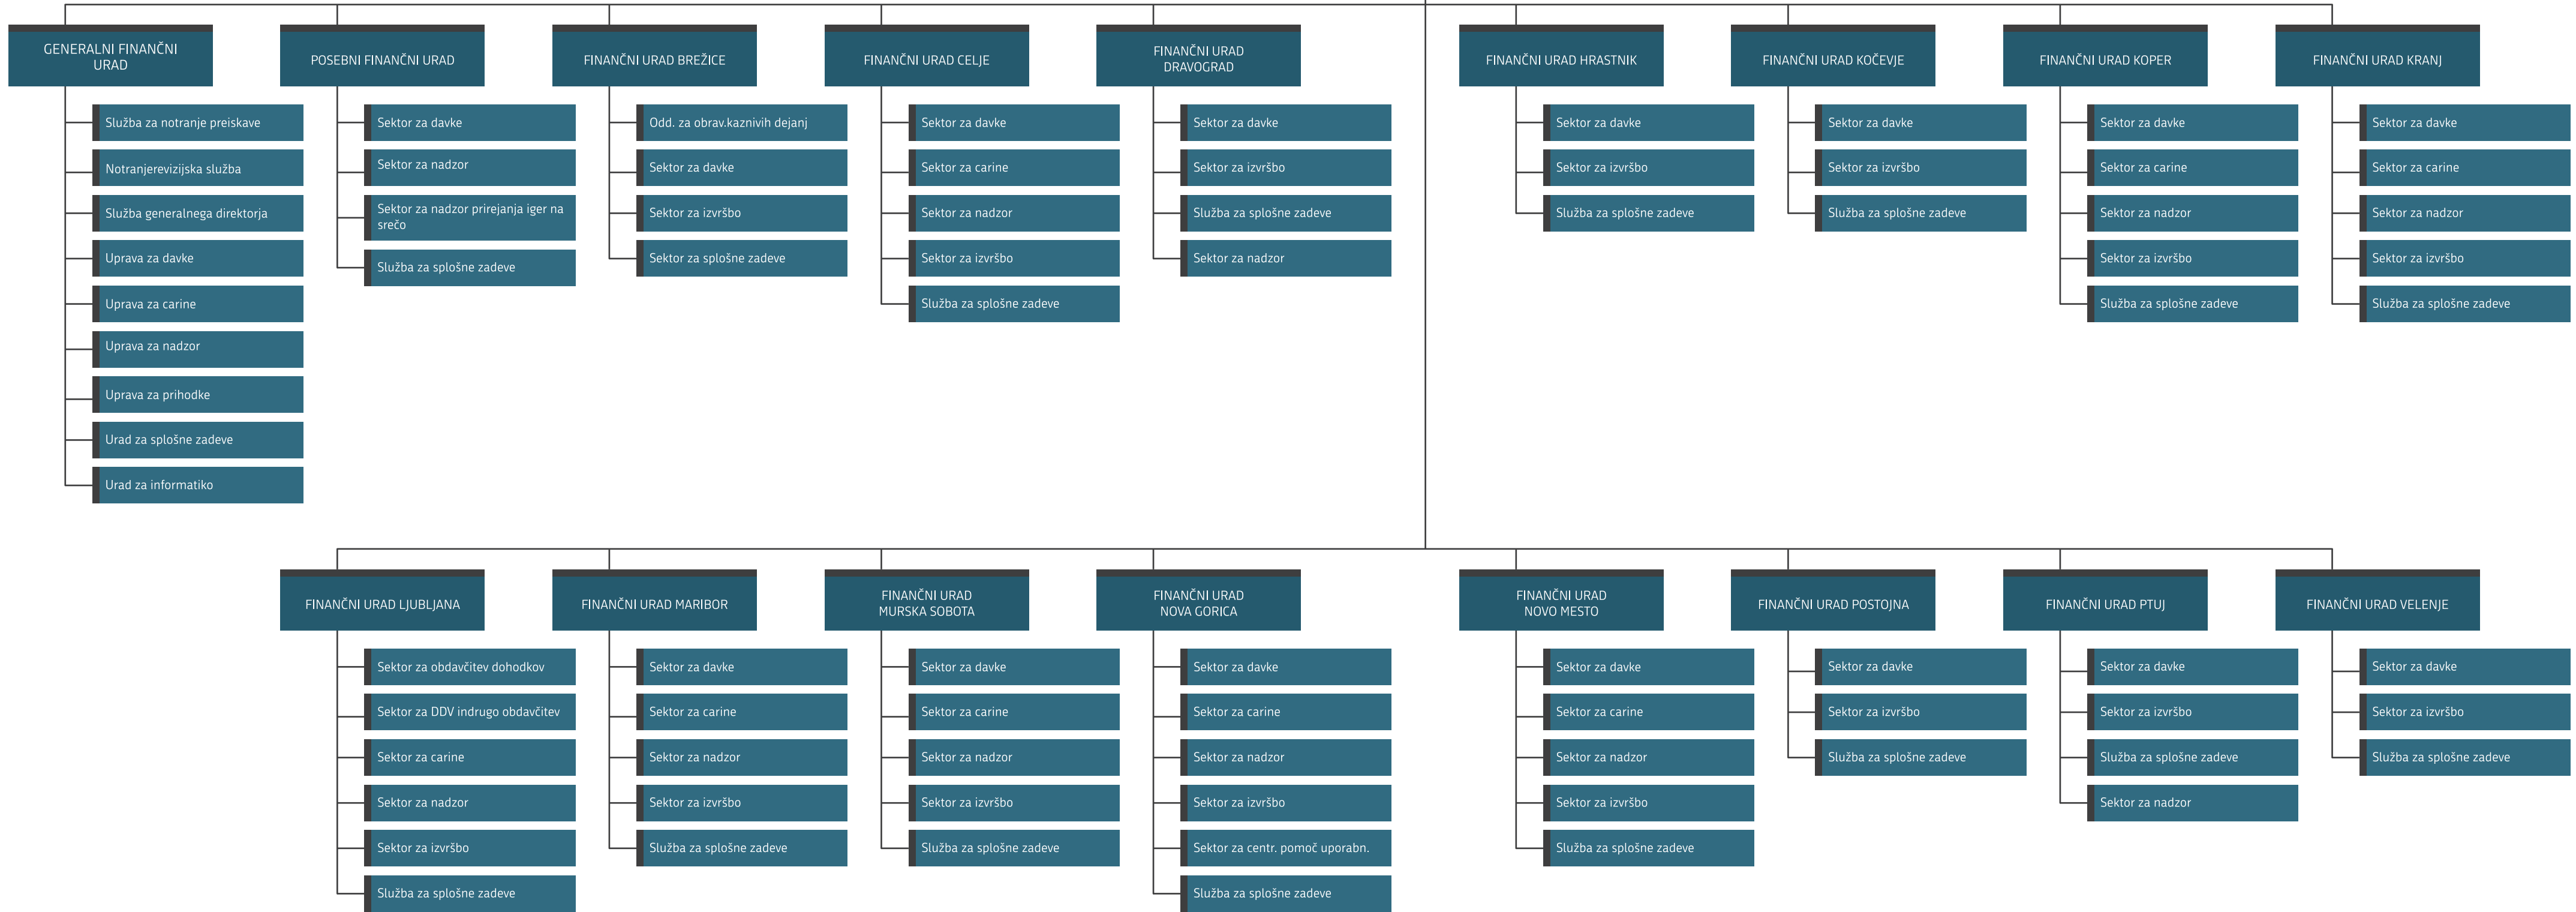 GENERALNI FINANČNI
URAD
Služba za notranje preiskave
Notranjerevizijska služba
Služba generalnega direktorja
Uprava za davke
Uprava za carine
Uprava za nadzor
Uprava za prihodke
Urad za splošne zadeve
Urad za informatiko
POSEBNI FINANČNI URAD
Sektor za davke
Sektor za nadzor
Sektor za nadzor prirejanja iger na
srečo
Služba za splošne zadeve
FINANČNI URAD BREŽICE
Odd. za obrav.kaznivih dejanj
Sektor za davke
Sektor za izvršbo
Sektor za splošne zadeve
FINANČNI URAD CELJE
Sektor za davke
Sektor za carine
Sektor za nadzor
Sektor za izvršbo
Služba za splošne zadeve
FINANČNI URAD
DRAVOGRAD
Sektor za davke
Sektor za izvršbo
Služba za splošne zadeve
Sektor za nadzor
FINANČNI URAD HRASTNIK
Sektor za davke
Sektor za izvršbo
Služba za splošne zadeve
FINANČNI URAD KOČEVJE
Sektor za davke
Sektor za izvršbo
Služba za splošne zadeve
FINANČNI URAD KOPER
Sektor za davke
Sektor za carine
Sektor za nadzor
Sektor za izvršbo
Služba za splošne zadeve
FINANČNI URAD KRANJ
Sektor za davke
Sektor za carine
Sektor za nadzor
Sektor za izvršbo
Služba za splošne zadeve
FINANČNI URAD LJUBLJANA
Sektor za obdavčitev dohodkov
Sektor za DDV indrugo obdavčitev
Sektor za carine
Sektor za nadzor
Sektor za izvršbo
Služba za splošne zadeve
FINANČNI URAD MARIBOR
Sektor za davke
Sektor za carine
Sektor za nadzor
Sektor za izvršbo
Služba za splošne zadeve
FINANČNI URAD
MURSKA SOBOTA
Sektor za davke
Sektor za carine
Sektor za nadzor
Sektor za izvršbo
Služba za splošne zadeve
FINANČNI URAD
NOVA GORICA
Sektor za davke
Sektor za carine
Sektor za nadzor
Sektor za izvršbo
Sektor za centr. pomoč uporabn.
Služba za splošne zadeve
FINANČNI URAD
NOVO MESTO
Sektor za davke
Sektor za carine
Sektor za nadzor
Sektor za izvršbo
Služba za splošne zadeve
FINANČNI URAD POSTOJNA
Sektor za davke
Sektor za izvršbo
Služba za splošne zadeve
FINANČNI URAD PTUJ
Sektor za davke
Sektor za izvršbo
Služba za splošne zadeve
Sektor za nadzor
FINANČNI URAD VELENJE
Sektor za davke
Sektor za izvršbo
Služba za splošne zadeve